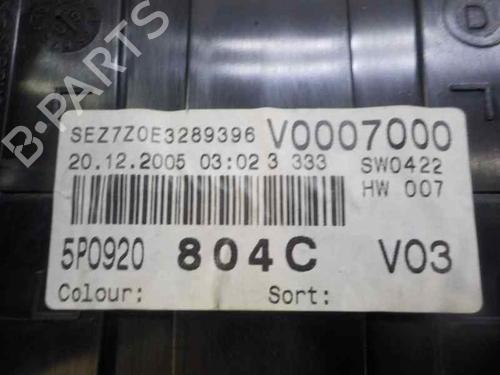 SEZ7Z0E3289396 V0007000
20.12.2005 03:02 3 333 SW0422
HW 007
5P0920 804C V03
Colour: Sort:
B-Parts
D